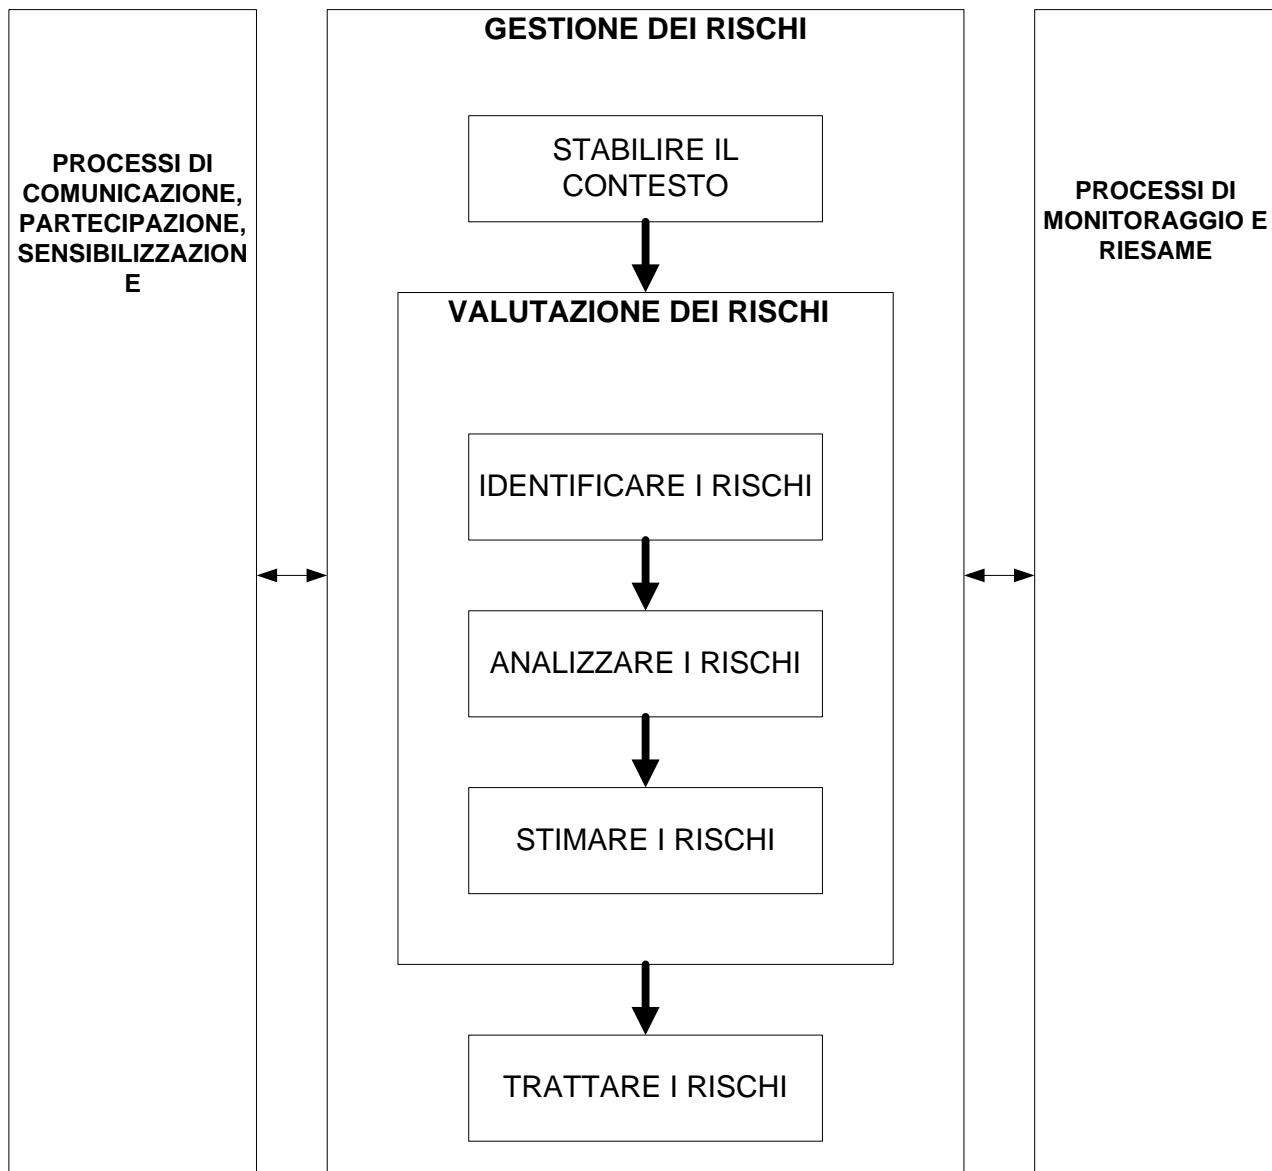 GESTIONE DEI RISCHI
PROCESSI DI
COMUNICAZIONE,
PARTECIPAZIONE,
SENSIBILIZZAZION
E
STABILIRE IL
CONTESTO
PROCESSI DI
MONITORAGGIO E
RIESAME
VALUTAZIONE DEI RISCHI
IDENTIFICARE I RISCHI
ANALIZZARE I RISCHI
STIMARE I RISCHI
TRATTARE I RISCHI